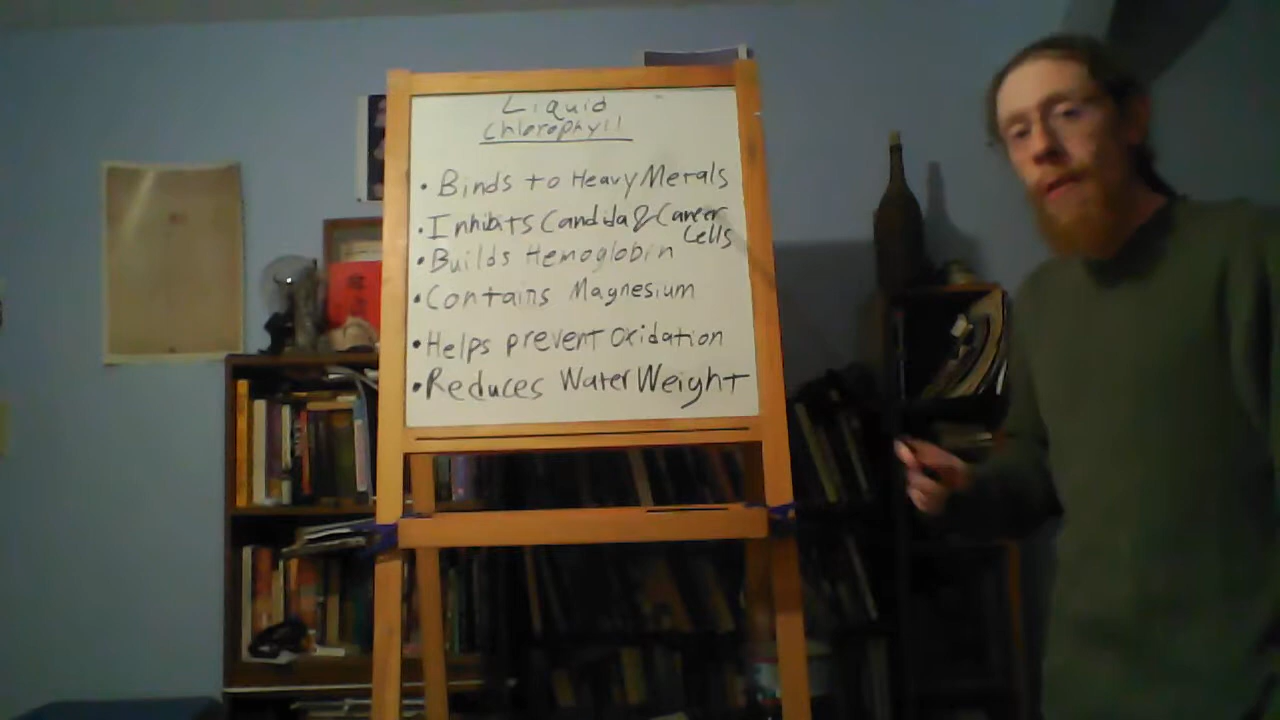 Liquid
Chlorophyll
• Binds to Heavy Metals
• Inhibits Candida & Cancer
Cells
• Builds Hemoglobin
• Contains Magnesium
• Helps prevent Oxidation
• Reduces Water Weight